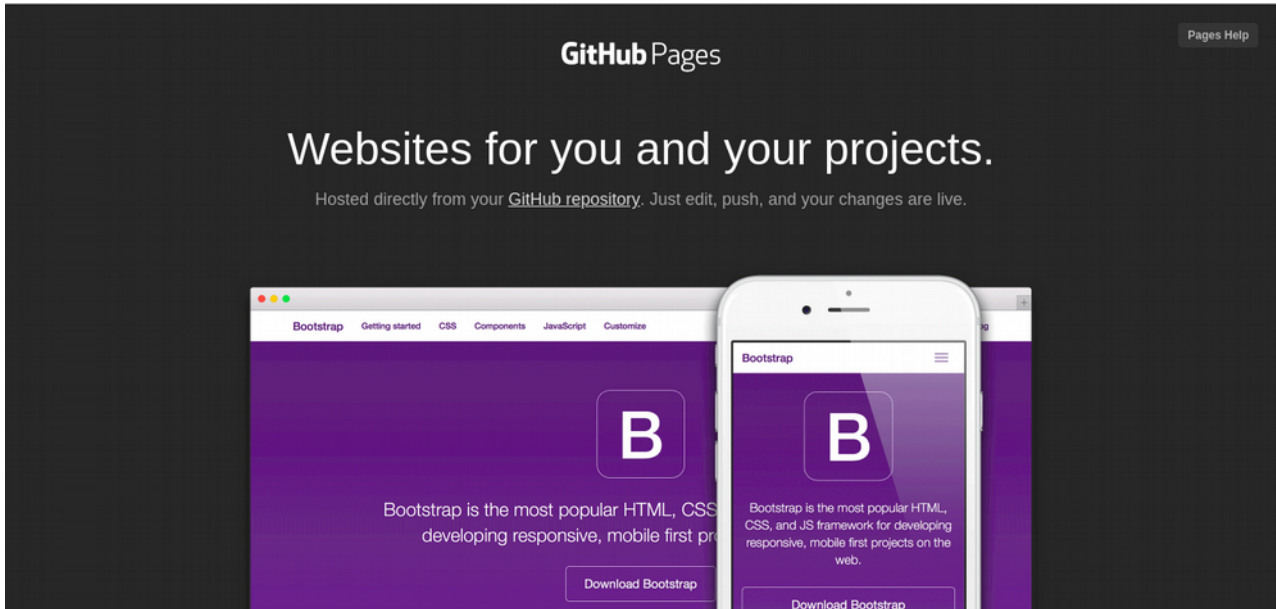 GitHub Pages
Pages Help
Websites for you and your projects.
Hosted directly from your GitHub repository. Just edit, push, and your changes are live.
Bootstrap Getting started CSS Components JavaScript Customize
B
Bootstrap is the most popular HTML, CSS
developing responsive, mobile first
Download Bootstrap
Bootstrap
B
Bootstrap is the most popular HTML,
CSS, and JS framework for developing
responsive, mobile first projects on the
web.
Download Bootstrap